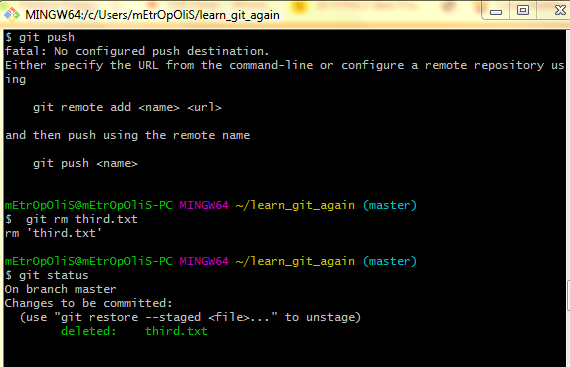 MINGW64:/c/Users/mEtrOpOliS/learn_git_again
$ git push
fatal: No configured push destination.
Either specify the URL from the command-line or configure a remote repository us
ing
    git remote add <name> <url>
and then push using the remote name
    git push <name>
mEtrOpOliS@mEtrOpOliS-PC MINGW64 ~/learn_git_again (master)
$  git rm third.txt
rm 'third.txt'
mEtrOpOliS@mEtrOpOliS-PC MINGW64 ~/learn_git_again (master)
$ git status
On branch master
Changes to be committed:
  (use "git restore --staged <file>..." to unstage)
        deleted:    third.txt